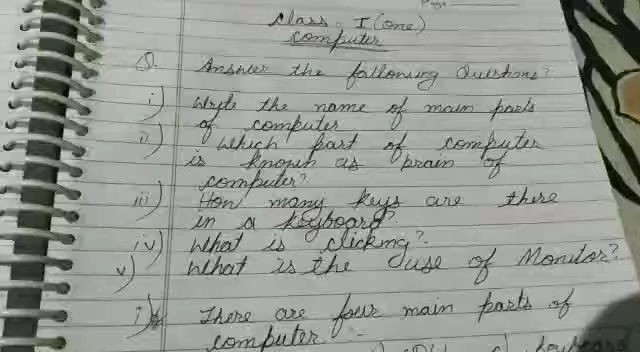 Class . I (one)
Computer
Q. Answer the following Questions?
i) Write the name of main parts
of computer
ii) Which part of computer
is known as brain of
computer?
iii) How many keys are there
in a keyboard?
iv) What is clicking?
v) What is the use of Monitor?
i) There are four main parts of
computer
keyboard